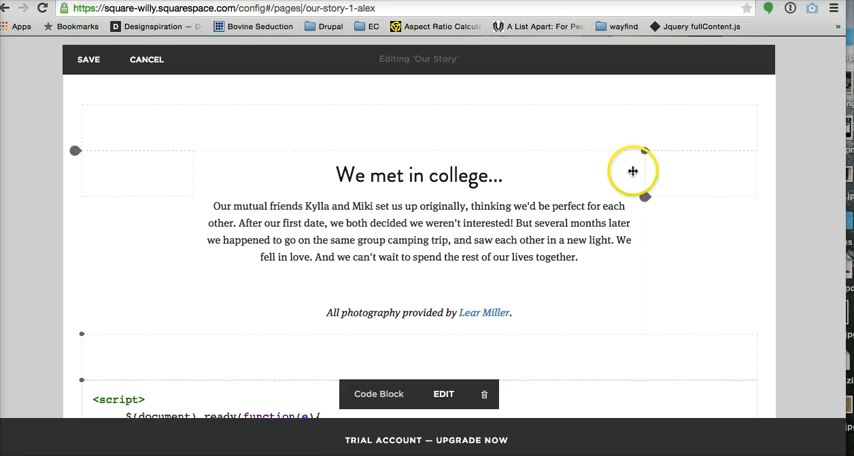 https://square-willy.squarespace.com/config#/pages|/our-story-1-alex
Apps Bookmarks Designspiration — D Bovine Seduction Drupal EC Aspect Ratio Calcula A List Apart: For Peo wayfind Jquery fullContent.js »
SAVE CANCEL Editing 'Our Story'
We met in college...
Our mutual friends Kylla and Miki set us up originally, thinking we'd be perfect for each
other. After our first date, we both decided we weren't interested! But several months later
we happened to go on the same group camping trip, and saw each other in a new light. We
fell in love. And we can't wait to spend the rest of our lives together.
All photography provided by Lear Miller.
Code Block EDIT
<script>
$(document).ready(function(e){
TRIAL ACCOUNT — UPGRADE NOW